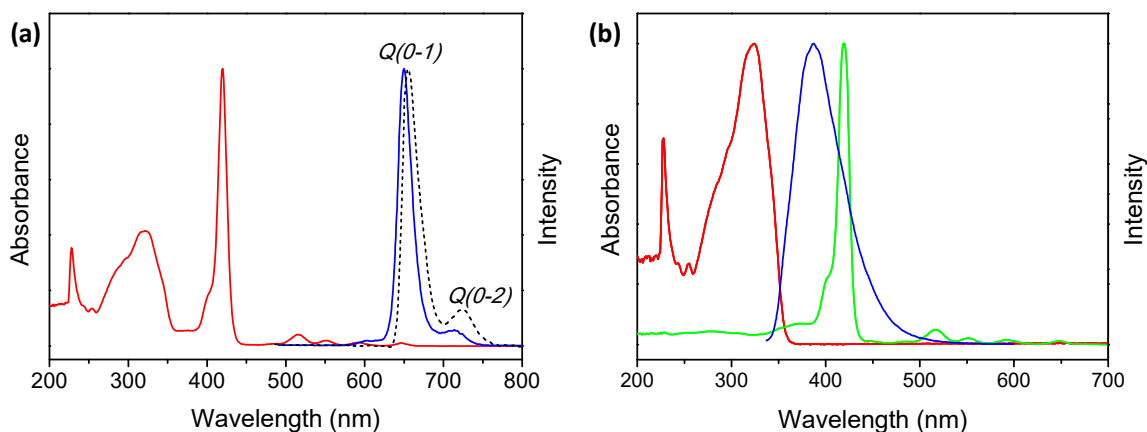 (a)
Q(0-1)
Q(0-2)
Absorbance
Intensity
200 300 400 500 600 700 800
Wavelength (nm)
(b)
Absorbance
Intensity
200 300 400 500 600 700
Wavelength (nm)